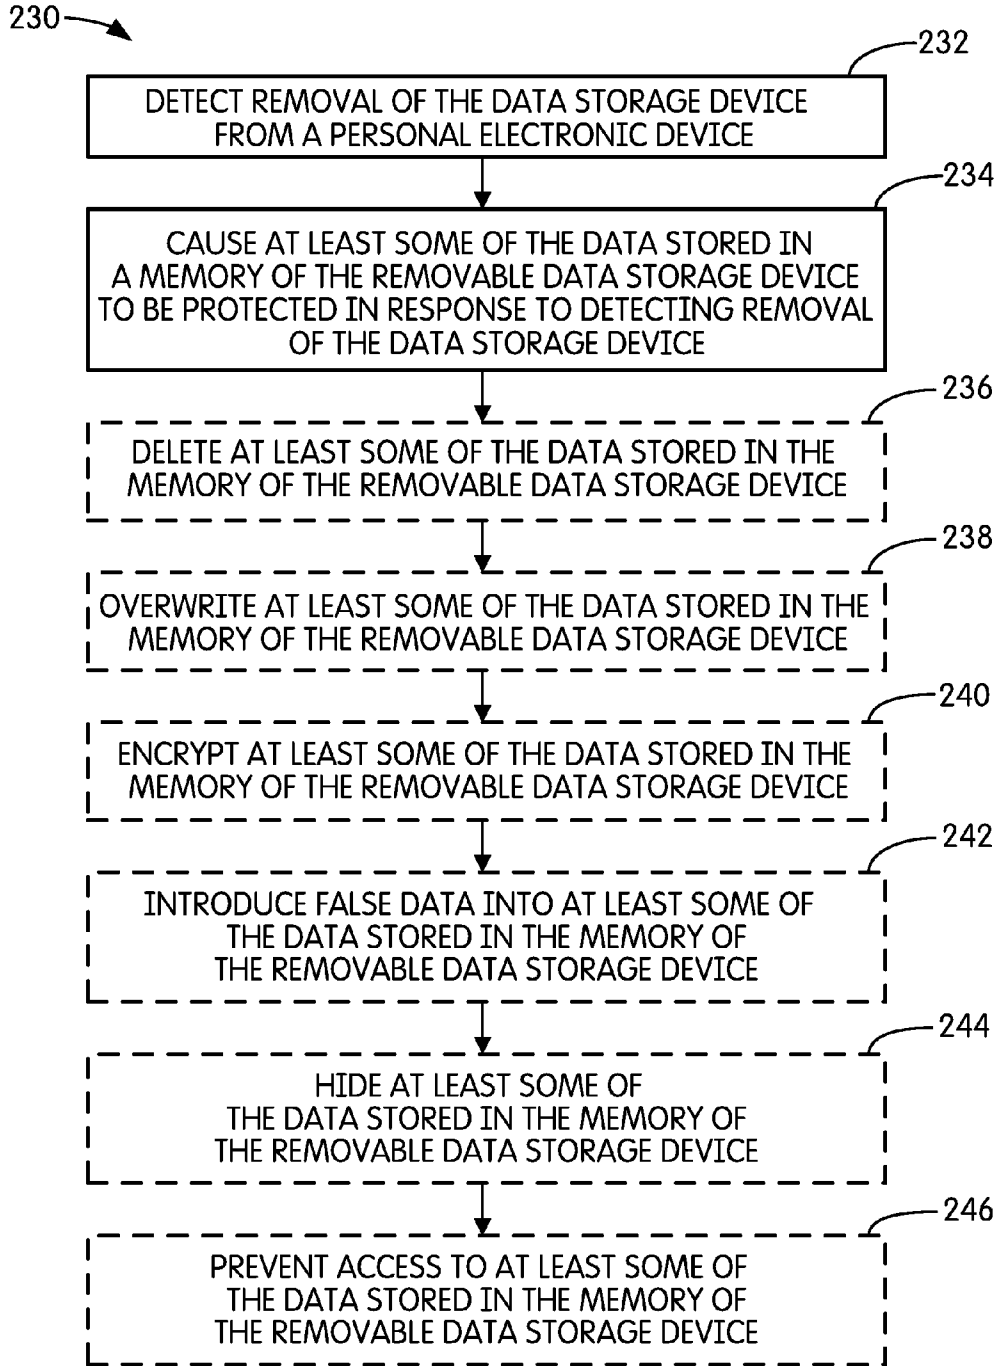 230
232
DETECT REMOVAL OF THE DATA STORAGE DEVICE
FROM A PERSONAL ELECTRONIC DEVICE
234
CAUSE AT LEAST SOME OF THE DATA STORED IN
A MEMORY OF THE REMOVABLE DATA STORAGE DEVICE
TO BE PROTECTED IN RESPONSE TO DETECTING REMOVAL
OF THE DATA STORAGE DEVICE
236
DELETE AT LEAST SOME OF THE DATA STORED IN THE
MEMORY OF THE REMOVABLE DATA STORAGE DEVICE
238
OVERWRITE AT LEAST SOME OF THE DATA STORED IN THE
MEMORY OF THE REMOVABLE DATA STORAGE DEVICE
240
ENCRYPT AT LEAST SOME OF THE DATA STORED IN THE
MEMORY OF THE REMOVABLE DATA STORAGE DEVICE
242
INTRODUCE FALSE DATA INTO AT LEAST SOME OF
THE DATA STORED IN THE MEMORY OF
THE REMOVABLE DATA STORAGE DEVICE
244
HIDE AT LEAST SOME OF
THE DATA STORED IN THE MEMORY OF
THE REMOVABLE DATA STORAGE DEVICE
246
PREVENT ACCESS TO AT LEAST SOME OF
THE DATA STORED IN THE MEMORY OF
THE REMOVABLE DATA STORAGE DEVICE